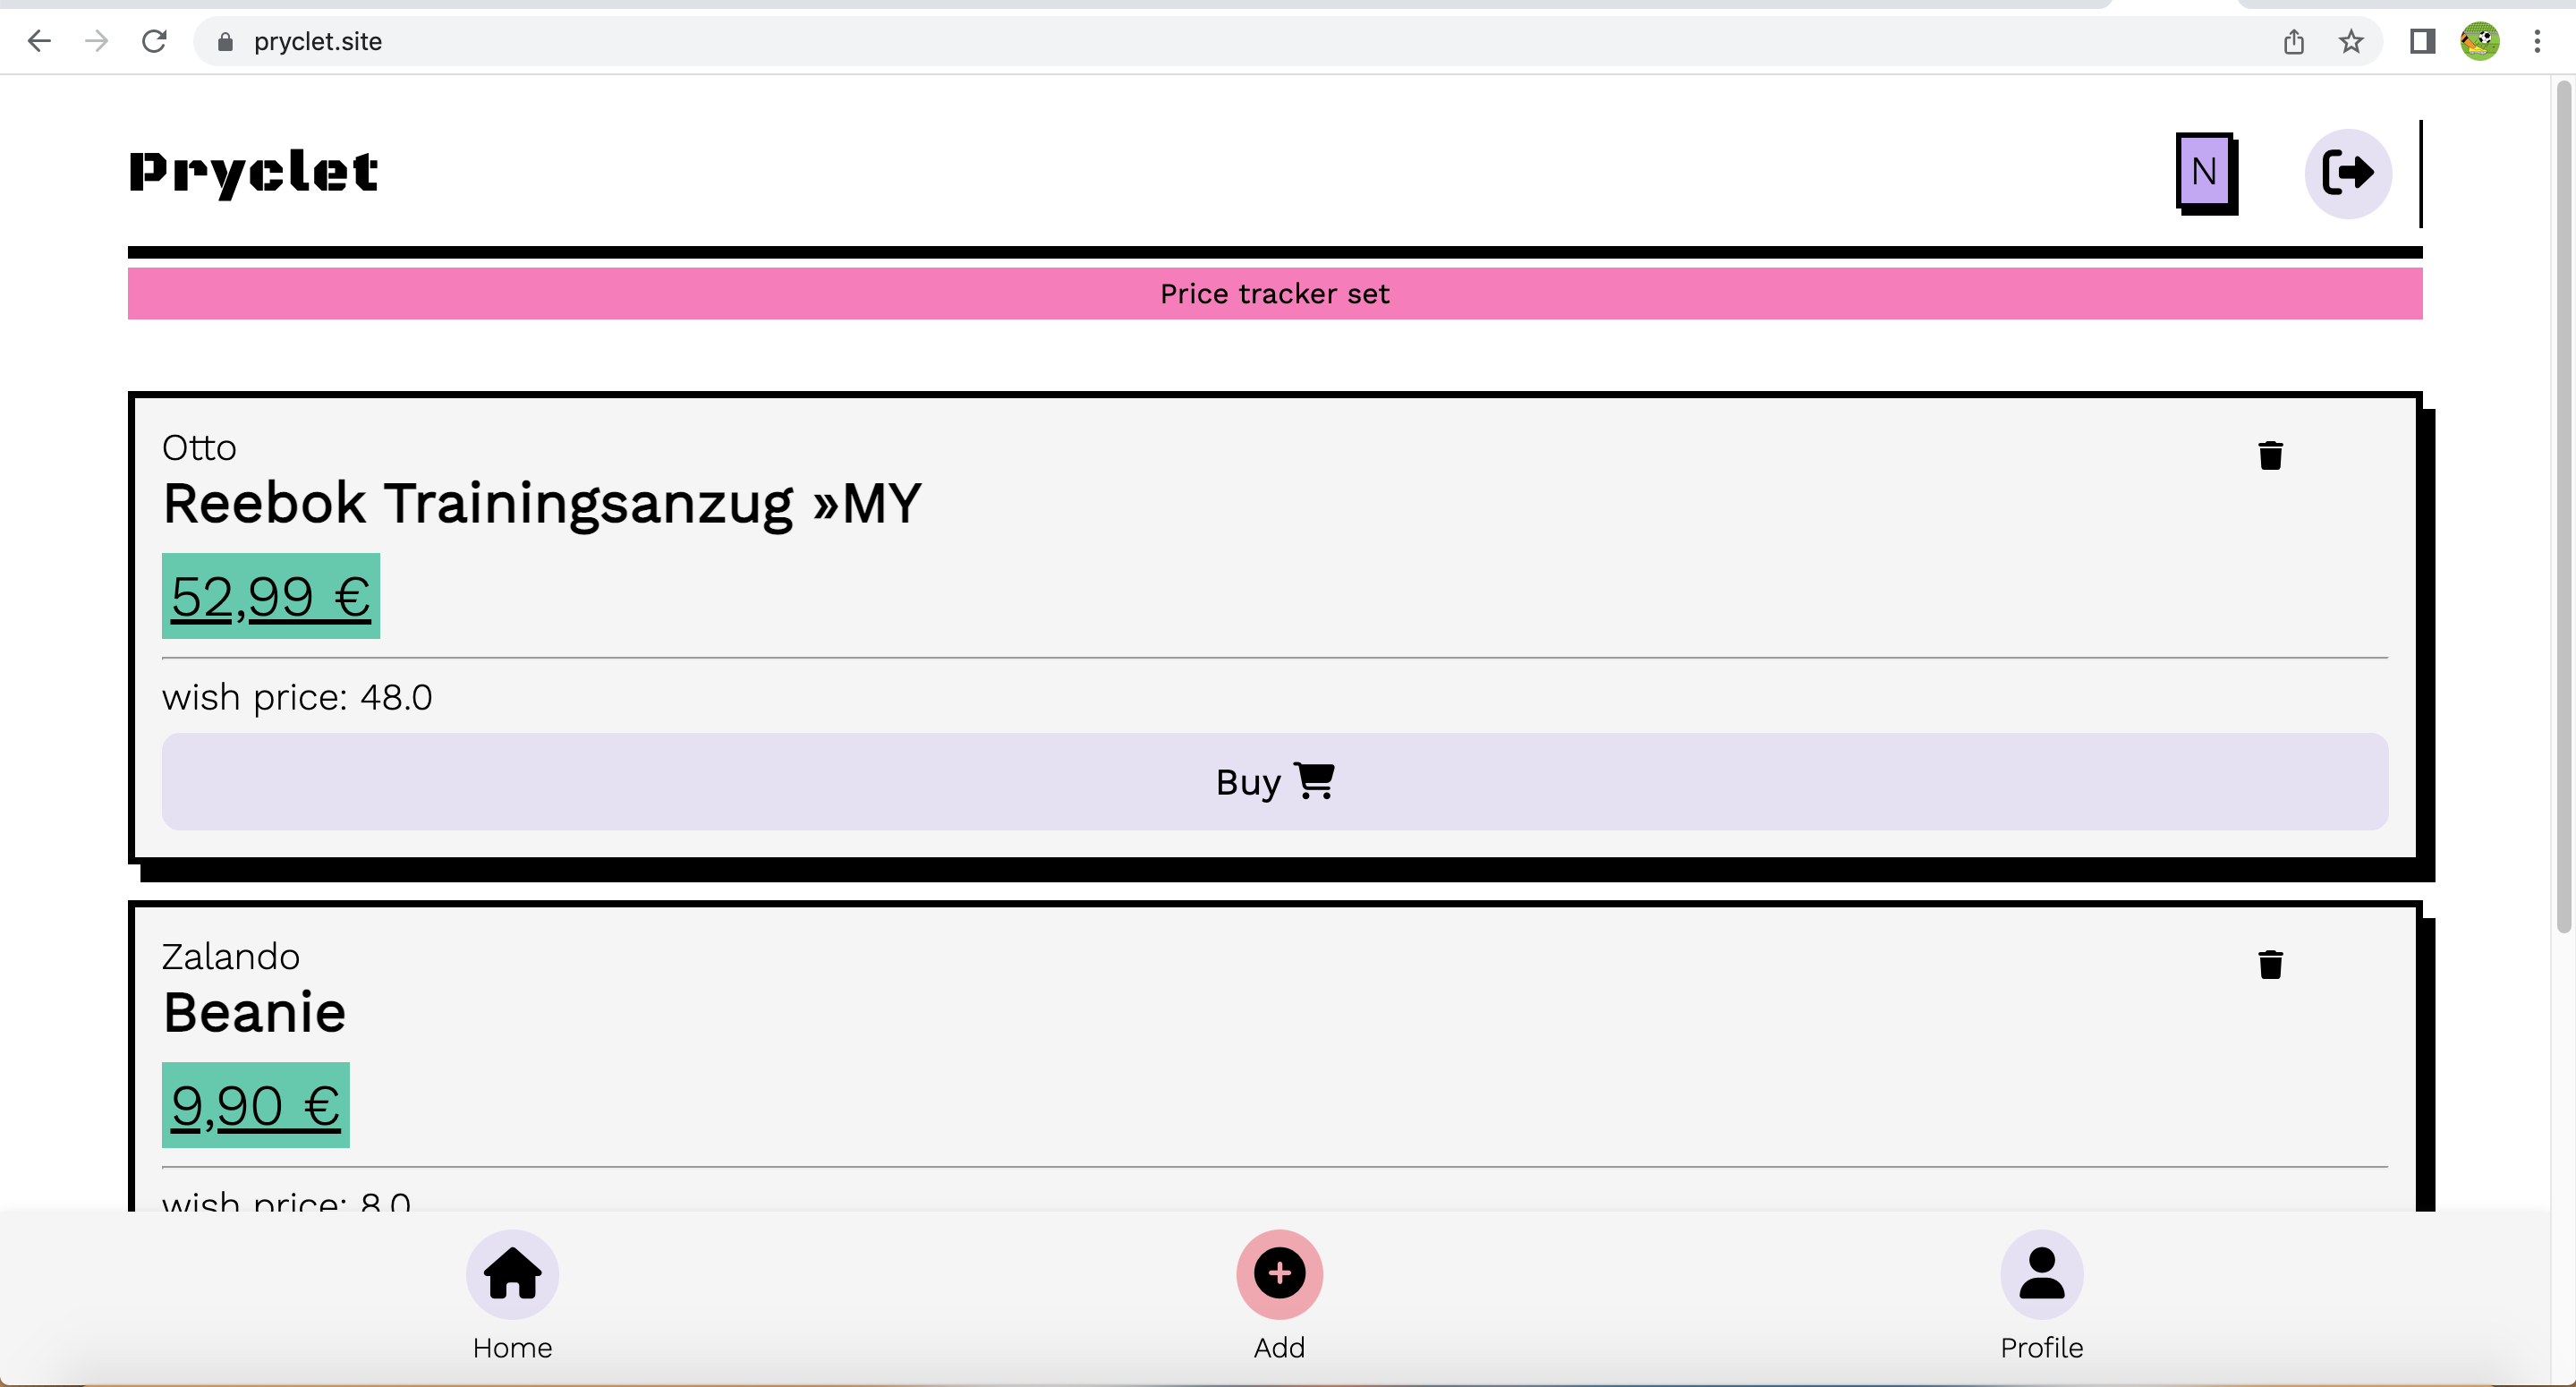 pryclet.site
Pryclet
N
Price tracker set
Otto
Reebok Trainingsanzug »MY
52,99 €
wish price: 48.0
Buy
Zalando
Beanie
9,90 €
wish price: 8.0
Home
Add
Profile